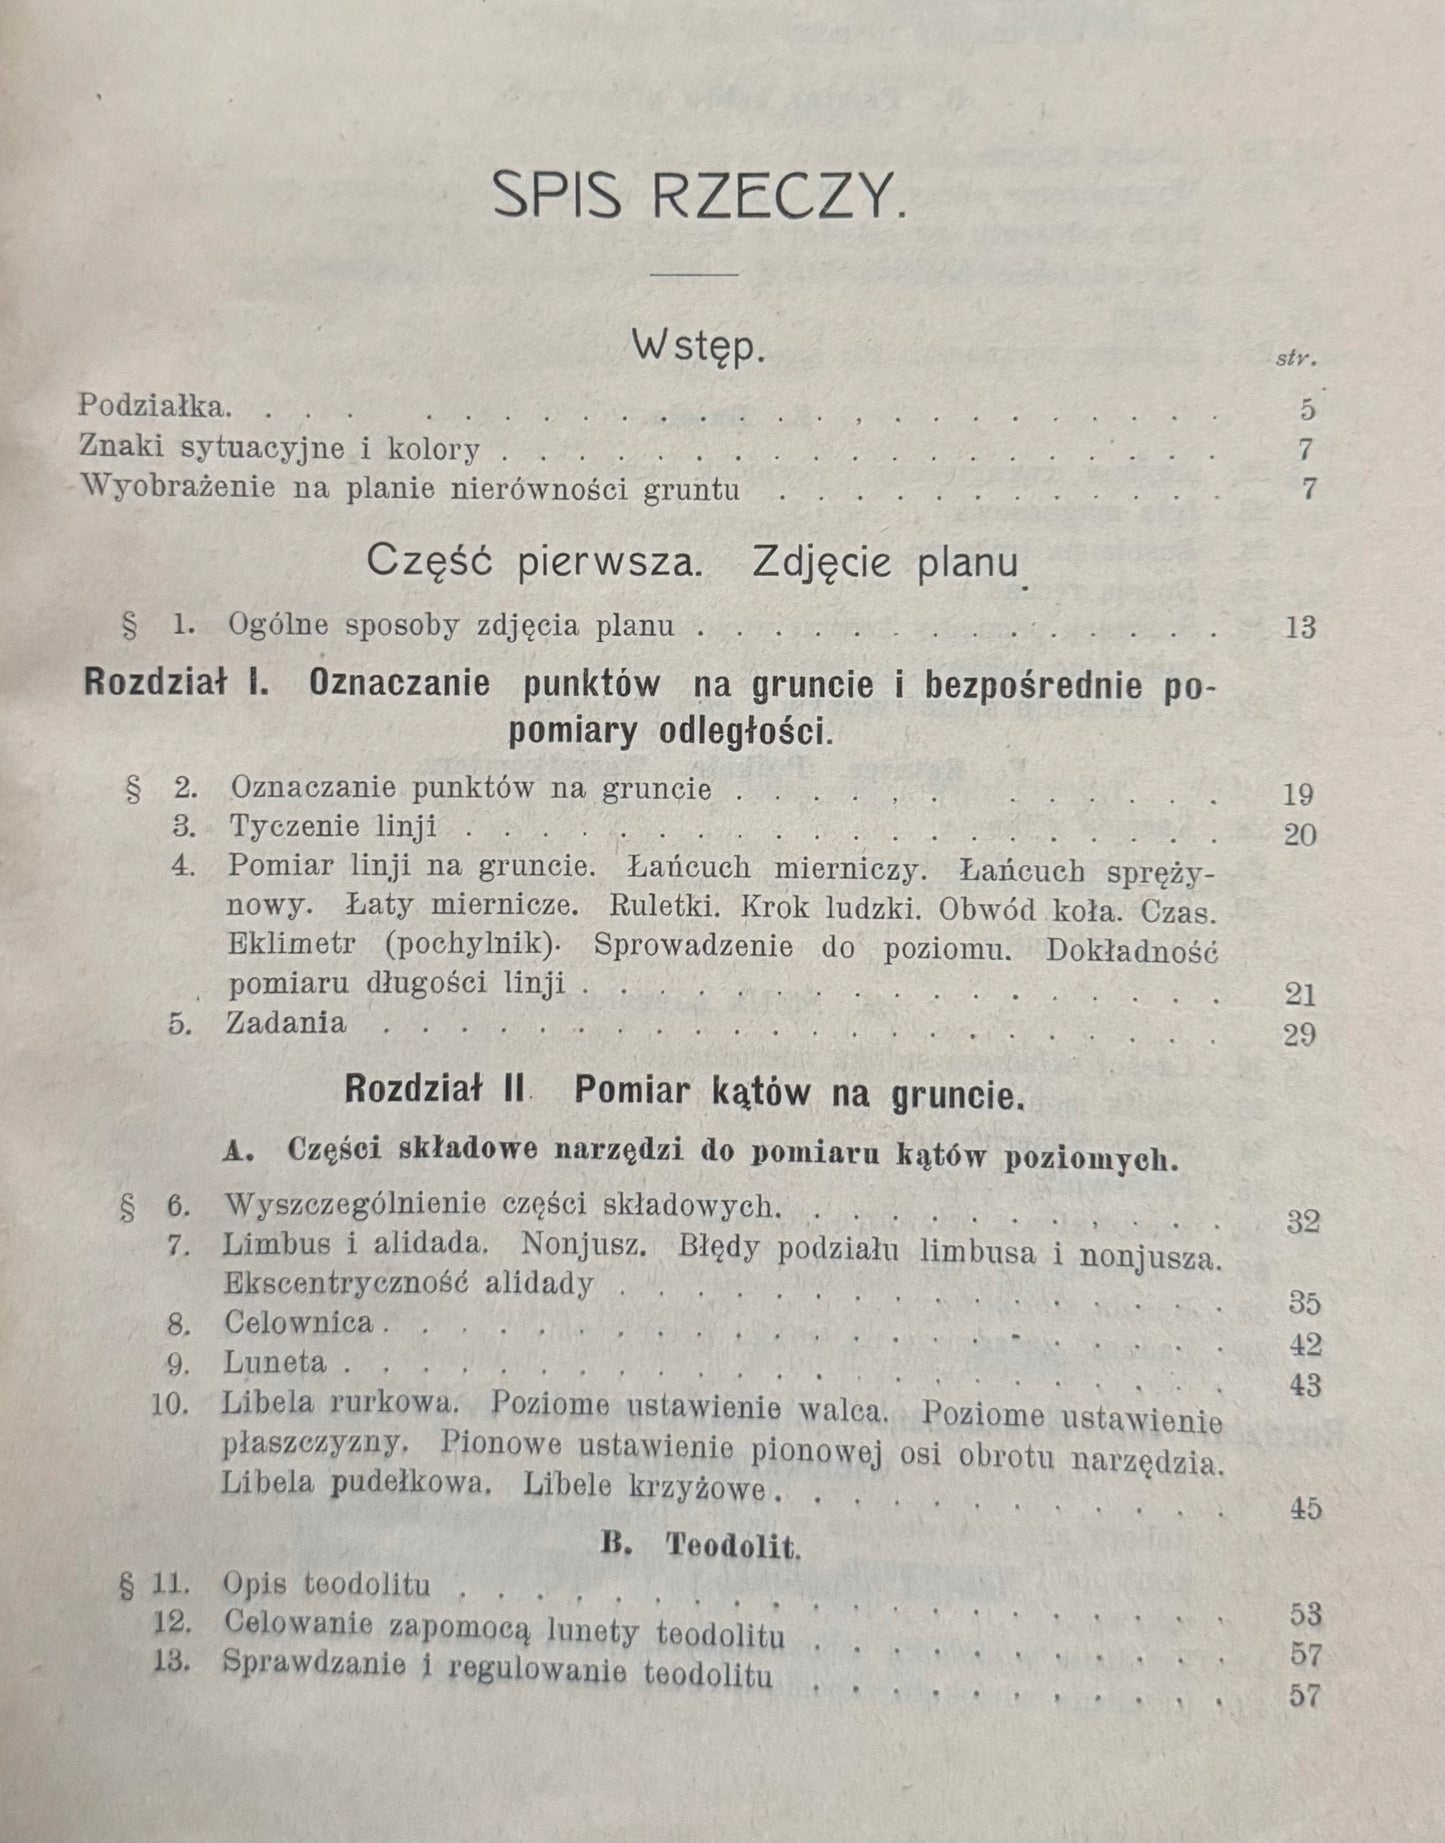 SPIS RZECZY.
Wstęp.
str.
Podziałka. . . . . . . . . . . . . . . . . . . . . . . . 5
Znaki sytuacyjne i kolory . . . . . . . . . . . . . . . . . . . 7
Wyobrażenie na planie nierówności gruntu . . . . . . . . . . . . 7
Część pierwsza. Zdjęcie planu.
§ 1. Ogólne sposoby zdjęcia planu . . . . . . . . . . . . . . 13
Rozdział I. Oznaczanie punktów na gruncie i bezpośrednie po-
pomiary odległości.
§ 2. Oznaczanie punktów na gruncie . . . . . . . . . . . . 19
3. Tyczenie linji . . . . . . . . . . . . . . . . . . . . 20
4. Pomiar linji na gruncie. Łańcuch mierniczy. Łańcuch spręży-
nowy. Łaty miernicze. Ruletki. Krok ludzki. Obwód koła. Czas.
Eklimetr (pochylnik). Sprowadzenie do poziomu. Dokładność
pomiaru długości linji . . . . . . . . . . . . . . . . . 21
5. Zadania . . . . . . . . . . . . . . . . . . . . . . 29
Rozdział II. Pomiar kątów na gruncie.
A. Części składowe narzędzi do pomiaru kątów poziomych.
§ 6. Wyszczególnienie części składowych. . . . . . . . . . . . 32
7. Limbus i alidada. Nonjusz. Błędy podziału limbusa i nonjusza.
Ekscentryczność alidady . . . . . . . . . . . . . . . . 35
8. Celownica . . . . . . . . . . . . . . . . . . . . . . 42
9. Luneta . . . . . . . . . . . . . . . . . . . . . . . 43
10. Libela rurkowa. Poziome ustawienie walca. Poziome ustawienie
płaszczyzny. Pionowe ustawienie pionowej osi obrotu narzędzia.
Libela pudełkowa. Libele krzyżowe . . . . . . . . . . . . 45
B. Teodolit.
§ 11. Opis teodolitu . . . . . . . . . . . . . . . . . . . . 53
12. Celowanie zapomocą lunety teodolitu . . . . . . . . . . . 57
13. Sprawdzanie i regulowanie teodolitu . . . . . . . . . . . 57